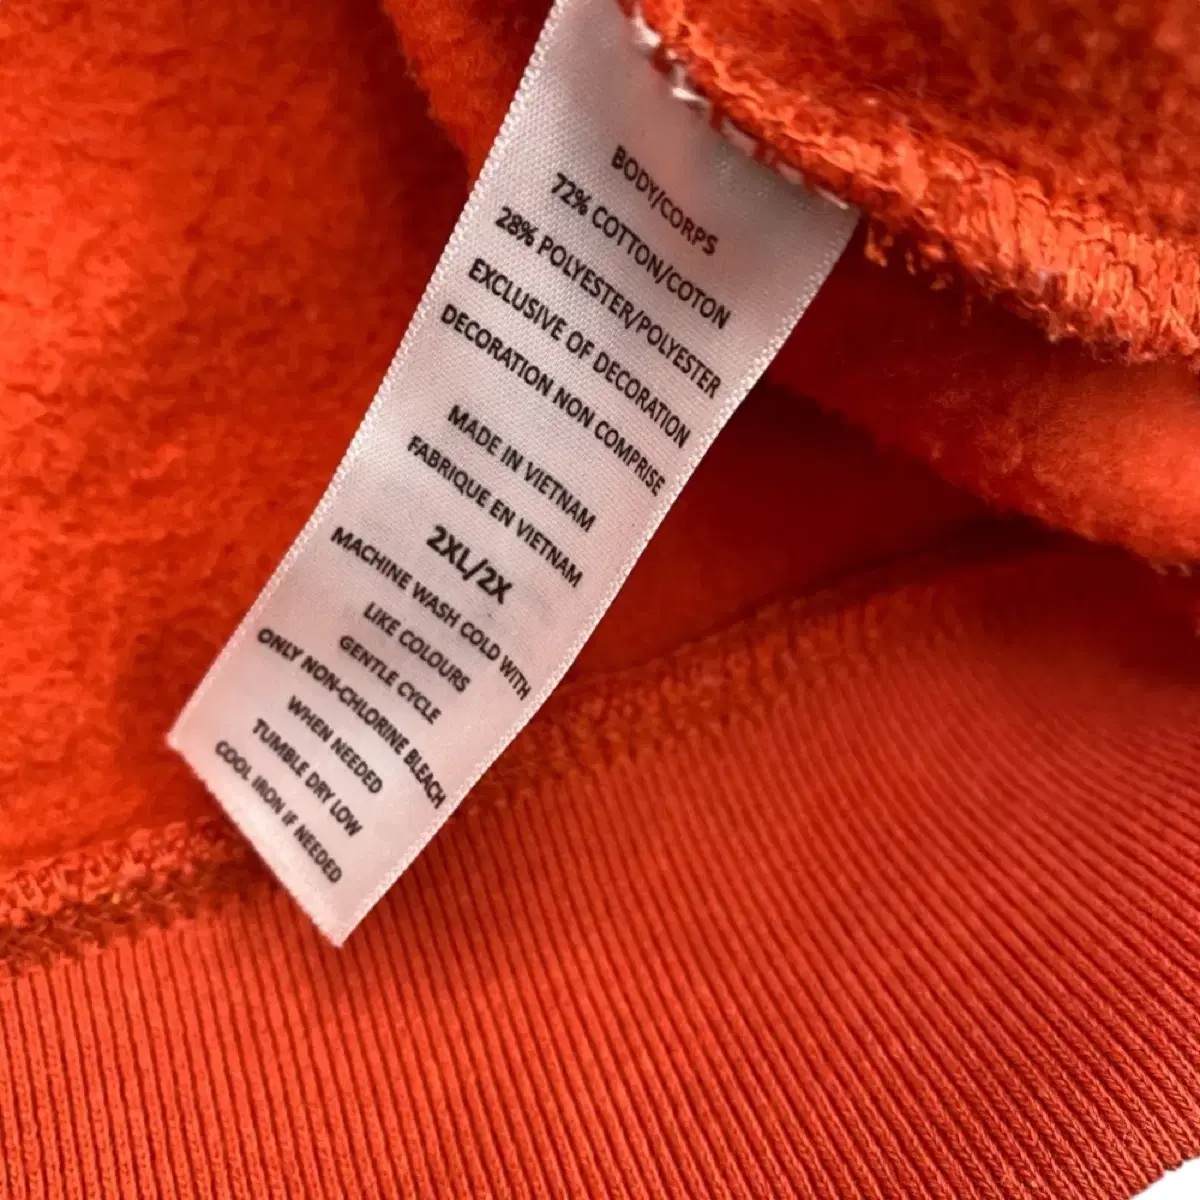 BODY/CORPS
72% COTTON/COTON
28% POLYESTER/POLYESTER
EXCLUSIVE OF DECORATION
DECORATION NON COMPRISE
MADE IN VIETNAM
FABRIQUE EN VIETNAM
2XL/2X
MACHINE WASH COLD WITH
LIKE COLOURS
GENTLE CYCLE
ONLY NON-CHLORINE BLEACH
WHEN NEEDED
TUMBLE DRY LOW
COOL IRON IF NEEDED